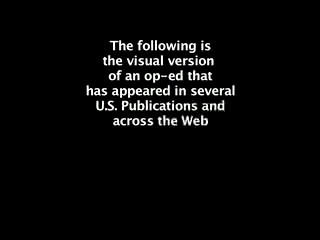 The following is
the visual version
of an op-ed that
has appeared in several
U.S. Publications and
across the Web